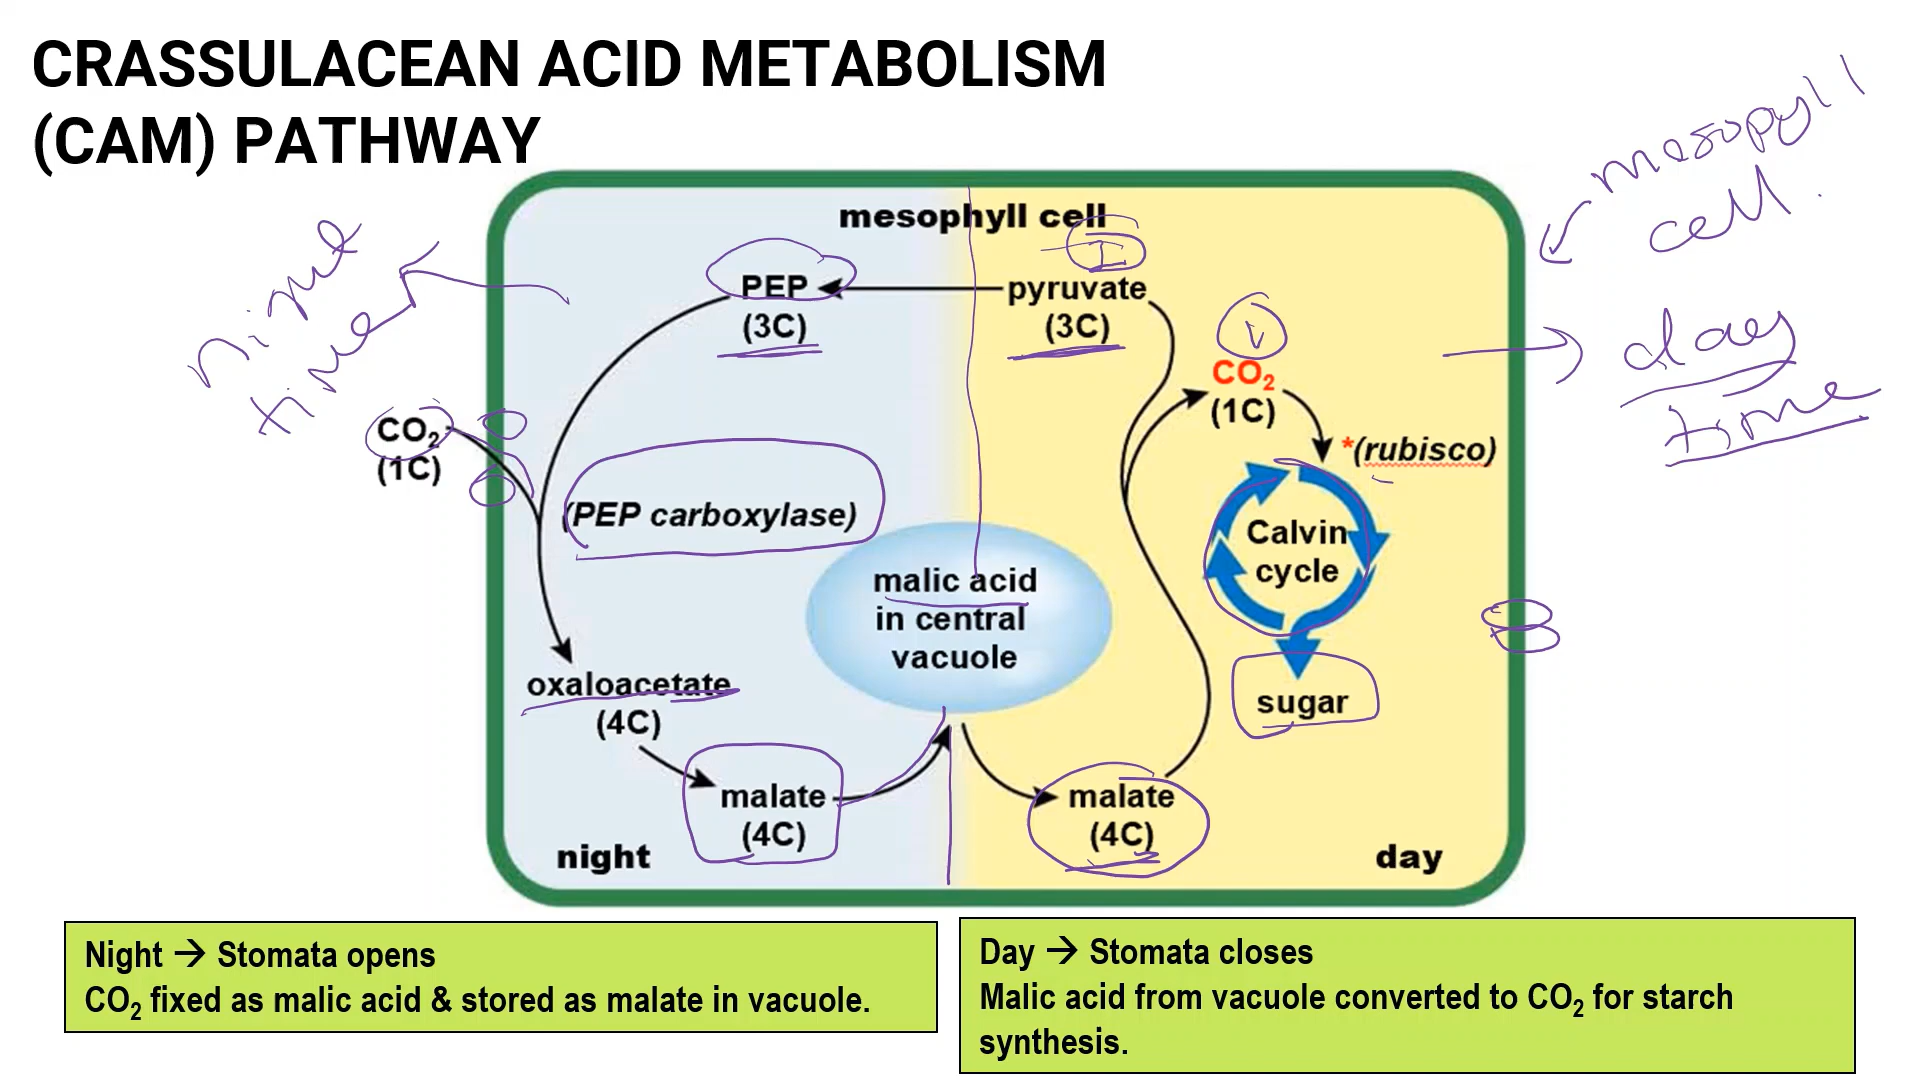 CRASSULACEAN ACID METABOLISM
(CAM) PATHWAY
mesopyll
cell.
mesophyll cell
time
PEP
(3C)
I
pyruvate
(3C)
CO₂
(1C)
day
time
CO₂
(1C)
*(rubisco)
(PEP carboxylase)
Calvin
cycle
malic acid
in central
vacuole
oxaloacetate
(4C)
sugar
malate
(4C)
malate
(4C)
night
day
Night → Stomata opens
CO₂ fixed as malic acid & stored as malate in vacuole.
Day → Stomata closes
Malic acid from vacuole converted to CO₂ for starch
synthesis.